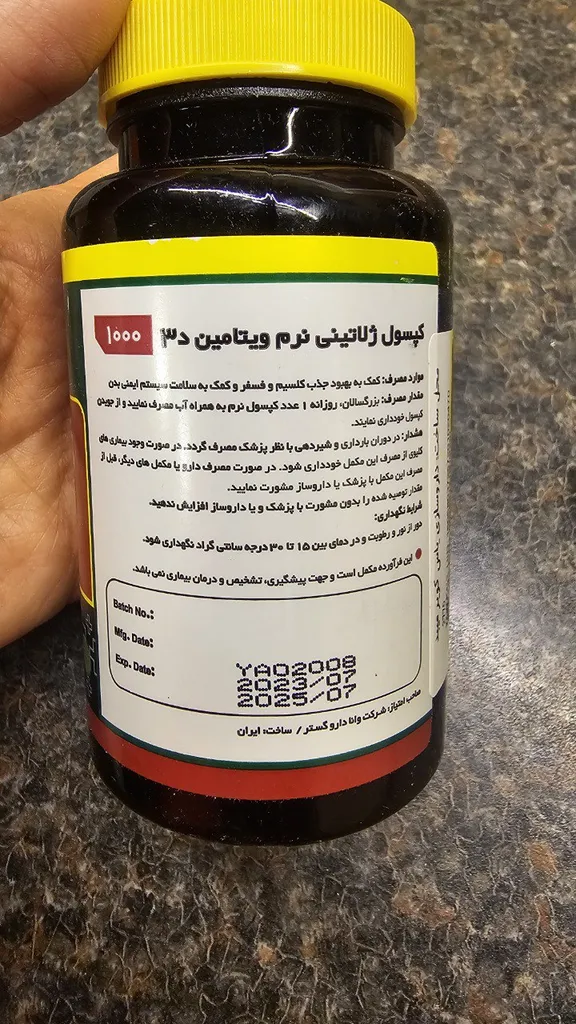 کپسول ژلاتینی نرم ویتامین د۳ ۱۰۰۰
موارد مصرف: کمک به بهبود جذب کلسیم و فسفر و کمک به سلامت سیستم ایمنی بدن
مقدار مصرف: بزرگسالان، روزانه ۱ عدد کپسول نرم به همراه آب مصرف نمایید و از جویدن
کپسول خودداری نمایند.
هشدار: در دوران بارداری و شیردهی با نظر پزشک مصرف گردد. در صورت وجود بیماری های
کلیوی از مصرف این مکمل خودداری شود. در صورت مصرف دارو یا مکمل های دیگر، قبل از
مصرف این مکمل با پزشک یا داروساز مشورت نمایید.
مقدار توصیه شده را بدون مشورت با پزشک و یا داروساز افزایش ندهید.
شرایط نگهداری:
دور از نور و رطوبت و در دمای بین ۱۵ تا ۳۰ درجه سانتی گراد نگهداری شود.
● این فرآورده مکمل است و جهت پیشگیری، تشخیص و درمان بیماری نمی باشد.
Batch No.: YA02008
Mfg. Date: 2023/07
Exp. Date: 2025/07
صاحب امتیاز: شرکت وانا دارو گستر / ساخت: ایران
محل ساخت: داروسازی یاس کویر میبد